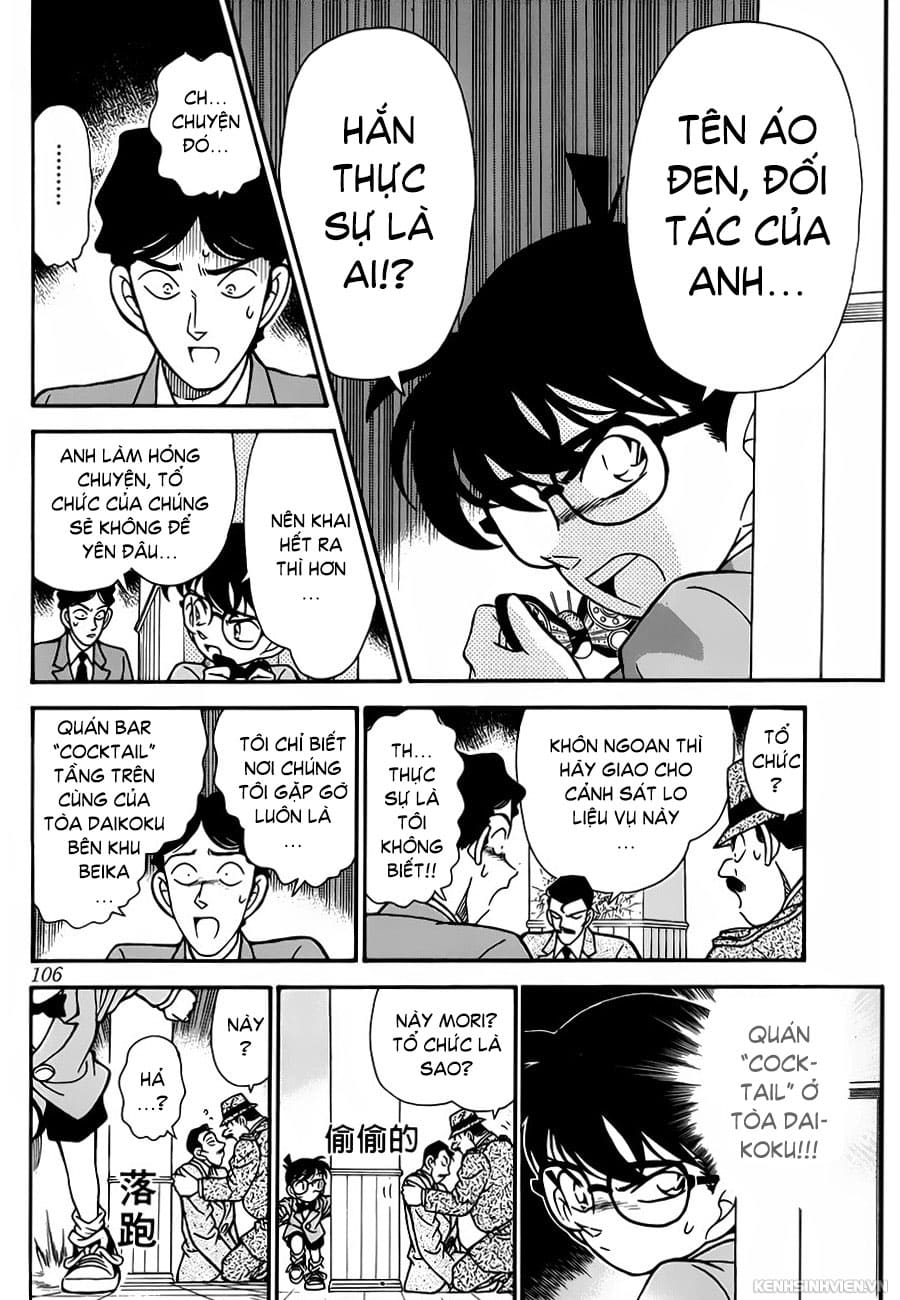 TÊN ÁO
ĐEN, ĐỐI
TÁC CỦA
ANH...
HẮN
THỰC
SỰ LÀ
AI!?
CH...
CHUYỆN
ĐÓ...
.........
NÊN KHAI
HẾT RA
THÌ HƠN
...
ANH LÀM HỎNG
CHUYỆN, TỔ
CHỨC CỦA CHÚNG
SẼ KHÔNG ĐỂ
YÊN ĐÂU...
TỔ
CHỨC
?
KHÔN NGOAN THÌ
HÃY GIAO CHO
CẢNH SÁT LO
LIỆU VỤ NÀY
...
TH...
THỰC
SỰ LÀ
TÔI
KHÔNG
BIẾT!!
TÔI CHỈ BIẾT
NƠI CHÚNG
TÔI GẶP GỠ
LUÔN LÀ ...
QUÁN BAR
“COCKTAIL”
TẦNG TRÊN
CÙNG CỦA
TÒA DAIKOKU
BÊN KHU
BEIKA
106
QUÁN
“COCK-
TAIL” Ở
TÒA DAI-
KOKU!!!
NÀY MORI?
TỔ CHỨC LÀ
SAO?
偷偷的
NÀY
?
HẢ
...?
落跑
KENHSINHVIEN.VN